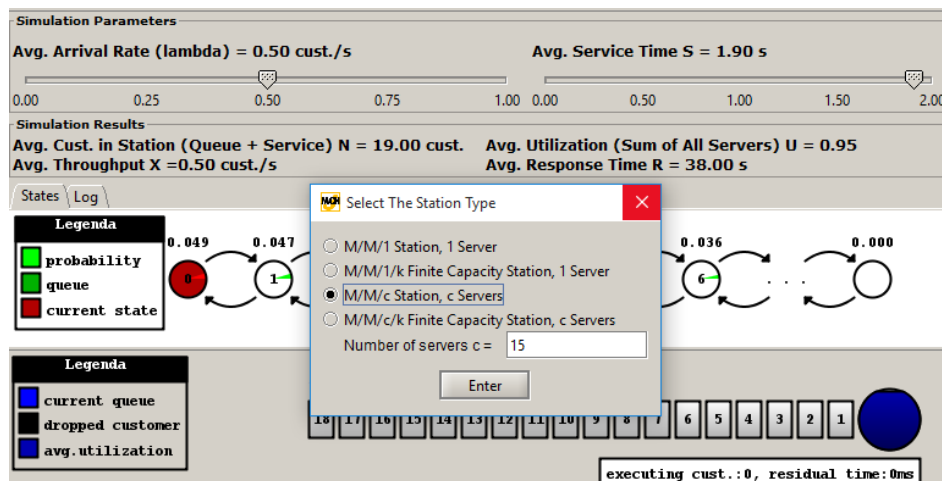 Simulation Parameters
Avg. Arrival Rate (lambda) = 0.50 cust./s Avg. Service Time S = 1.90 s
0.00 0.25 0.50 0.75 1.00 0.00 0.50 1.00 1.50 2.00
Simulation Results
Avg. Cust. in Station (Queue + Service) N = 19.00 cust. Avg. Utilization (Sum of All Servers) U = 0.95
Avg. Throughput X =0.50 cust./s Avg. Response Time R = 38.00 s
States Log
Select The Station Type
Legenda
probability
queue
current state
0.049 0.047 0.036 0.000
0 1 6 . . .
M/M/1 Station, 1 Server
M/M/1/k Finite Capacity Station, 1 Server
M/M/c Station, c Servers
M/M/c/k Finite Capacity Station, c Servers
Number of servers c = 15
Enter
Legenda
current queue
dropped customer
avg.utilization
18 17 16 15 14 13 12 11 10 9 8 7 6 5 4 3 2 1
executing cust.:0, residual time:0ms